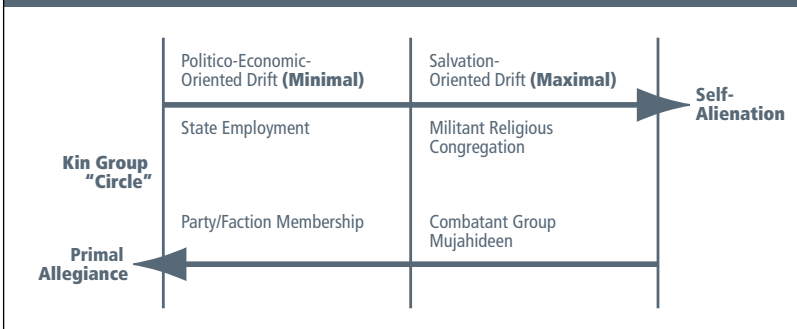 Politico-Economic-
Oriented Drift (Minimal)
Salvation-
Oriented Drift (Maximal)
Self-
Alienation
State Employment
Militant Religious
Congregation
Kin Group
"Circle"
Party/Faction Membership
Combatant Group
Mujahideen
Primal
Allegiance